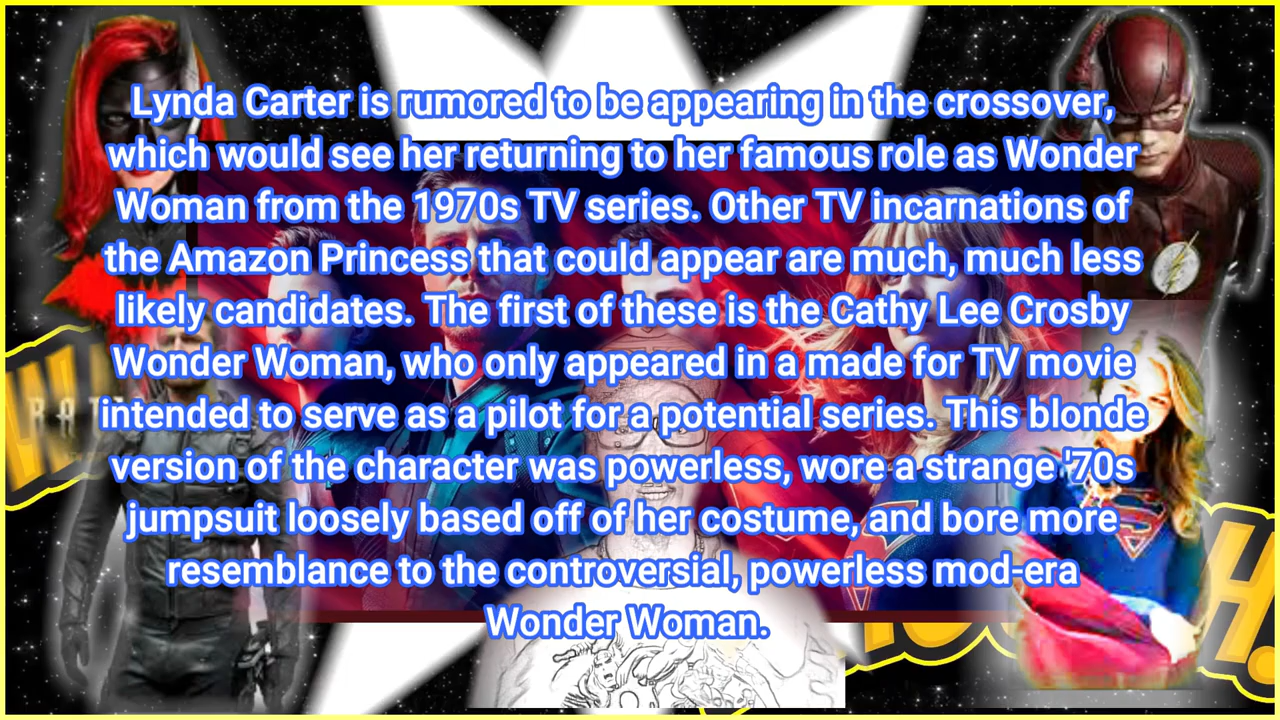 Lynda Carter is rumored to be appearing in the crossover,
which would see her returning to her famous role as Wonder
Woman from the 1970s TV series. Other TV incarnations of
the Amazon Princess that could appear are much, much less
likely candidates. The first of these is the Cathy Lee Crosby
Wonder Woman, who only appeared in a made for TV movie
intended to serve as a pilot for a potential series. This blonde
version of the character was powerless, wore a strange '70s
jumpsuit loosely based off of her costume, and bore more
resemblance to the controversial, powerless mod-era
Wonder Woman.